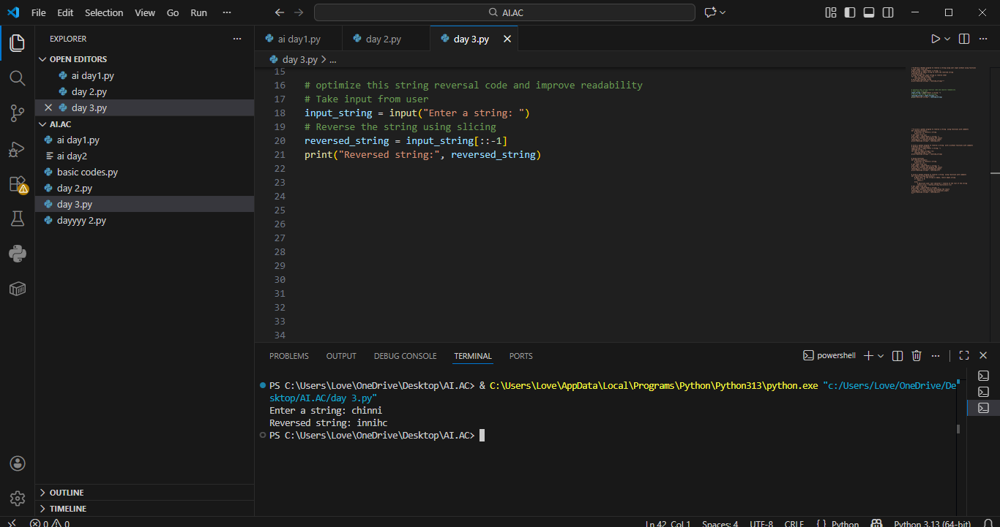 File Edit Selection View Go Run ... AI.AC
EXPLORER ...
OPEN EDITORS
ai day1.py
day 2.py
day 3.py
AI.AC
ai day1.py
ai day2
basic codes.py
day 2.py
day 3.py
dayyyy 2.py
OUTLINE
TIMELINE
ai day1.py day 2.py day 3.py
day 3.py > ...
15
16 # optimize this string reversal code and improve readability
17 # Take input from user
18 input_string = input("Enter a string: ")
19 # Reverse the string using slicing
20 reversed_string = input_string[::-1]
21 print("Reversed string:", reversed_string)
22
23
24
25
26
27
28
29
30
31
32
33
34
PROBLEMS OUTPUT DEBUG CONSOLE TERMINAL PORTS powershell
PS C:\Users\Love\OneDrive\Desktop\AI.AC> & C:\Users\Love\AppData\Local\Programs\Python\Python313\python.exe "c:/Users/Love/OneDrive/De
sktop/AI.AC/day 3.py"
Enter a string: chinni
Reversed string: innihc
PS C:\Users\Love\OneDrive\Desktop\AI.AC>
0 0 Ln 42, Col 1 Spaces: 4 UTF-8 CRLF {} Python Python 3.13 (64-bit)